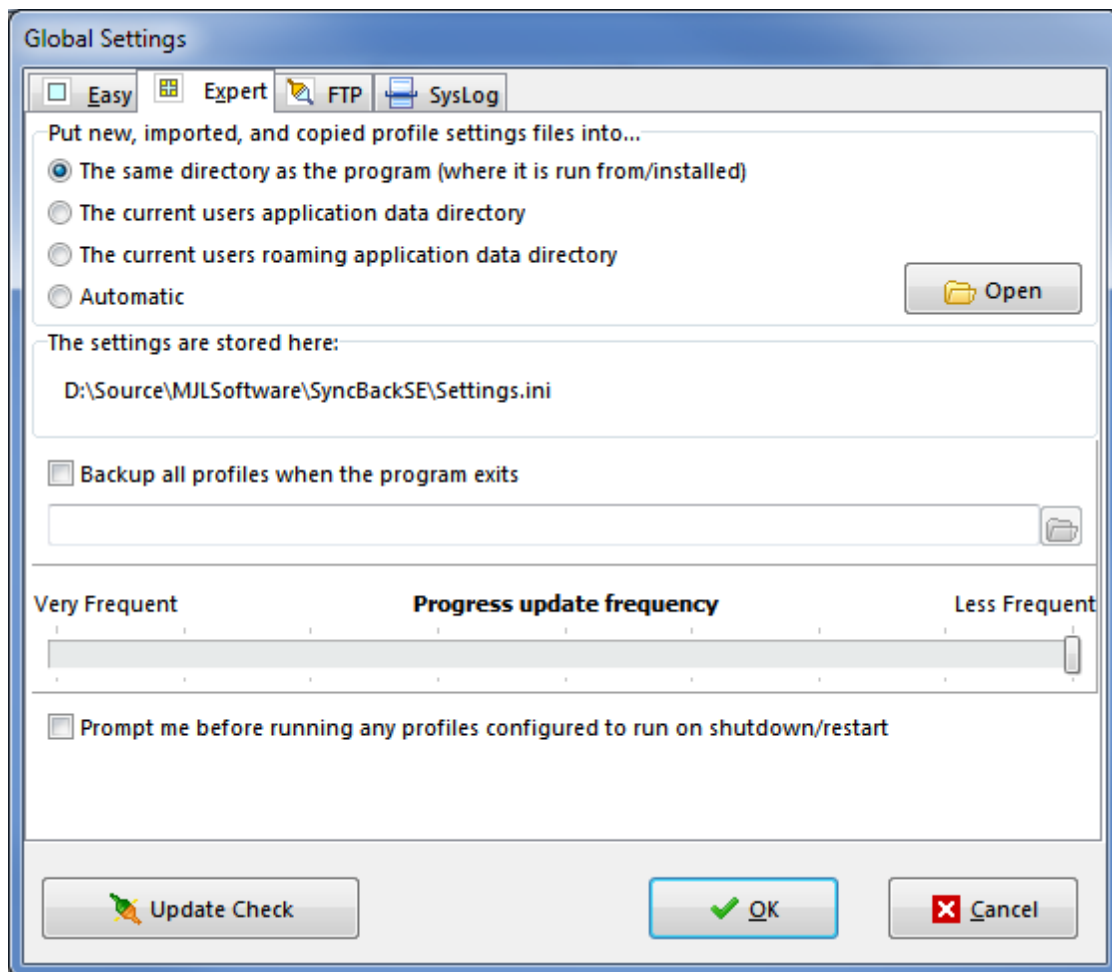 Global Settings
Easy Expert FTP SysLog
Put new, imported, and copied profile settings files into...
The same directory as the program (where it is run from/installed)
The current users application data directory
The current users roaming application data directory
Automatic
Open
The settings are stored here:
D:\Source\MJLSoftware\SyncBackSE\Settings.ini
Backup all profiles when the program exits
Very Frequent Progress update frequency Less Frequent
Prompt me before running any profiles configured to run on shutdown/restart
Update Check OK Cancel